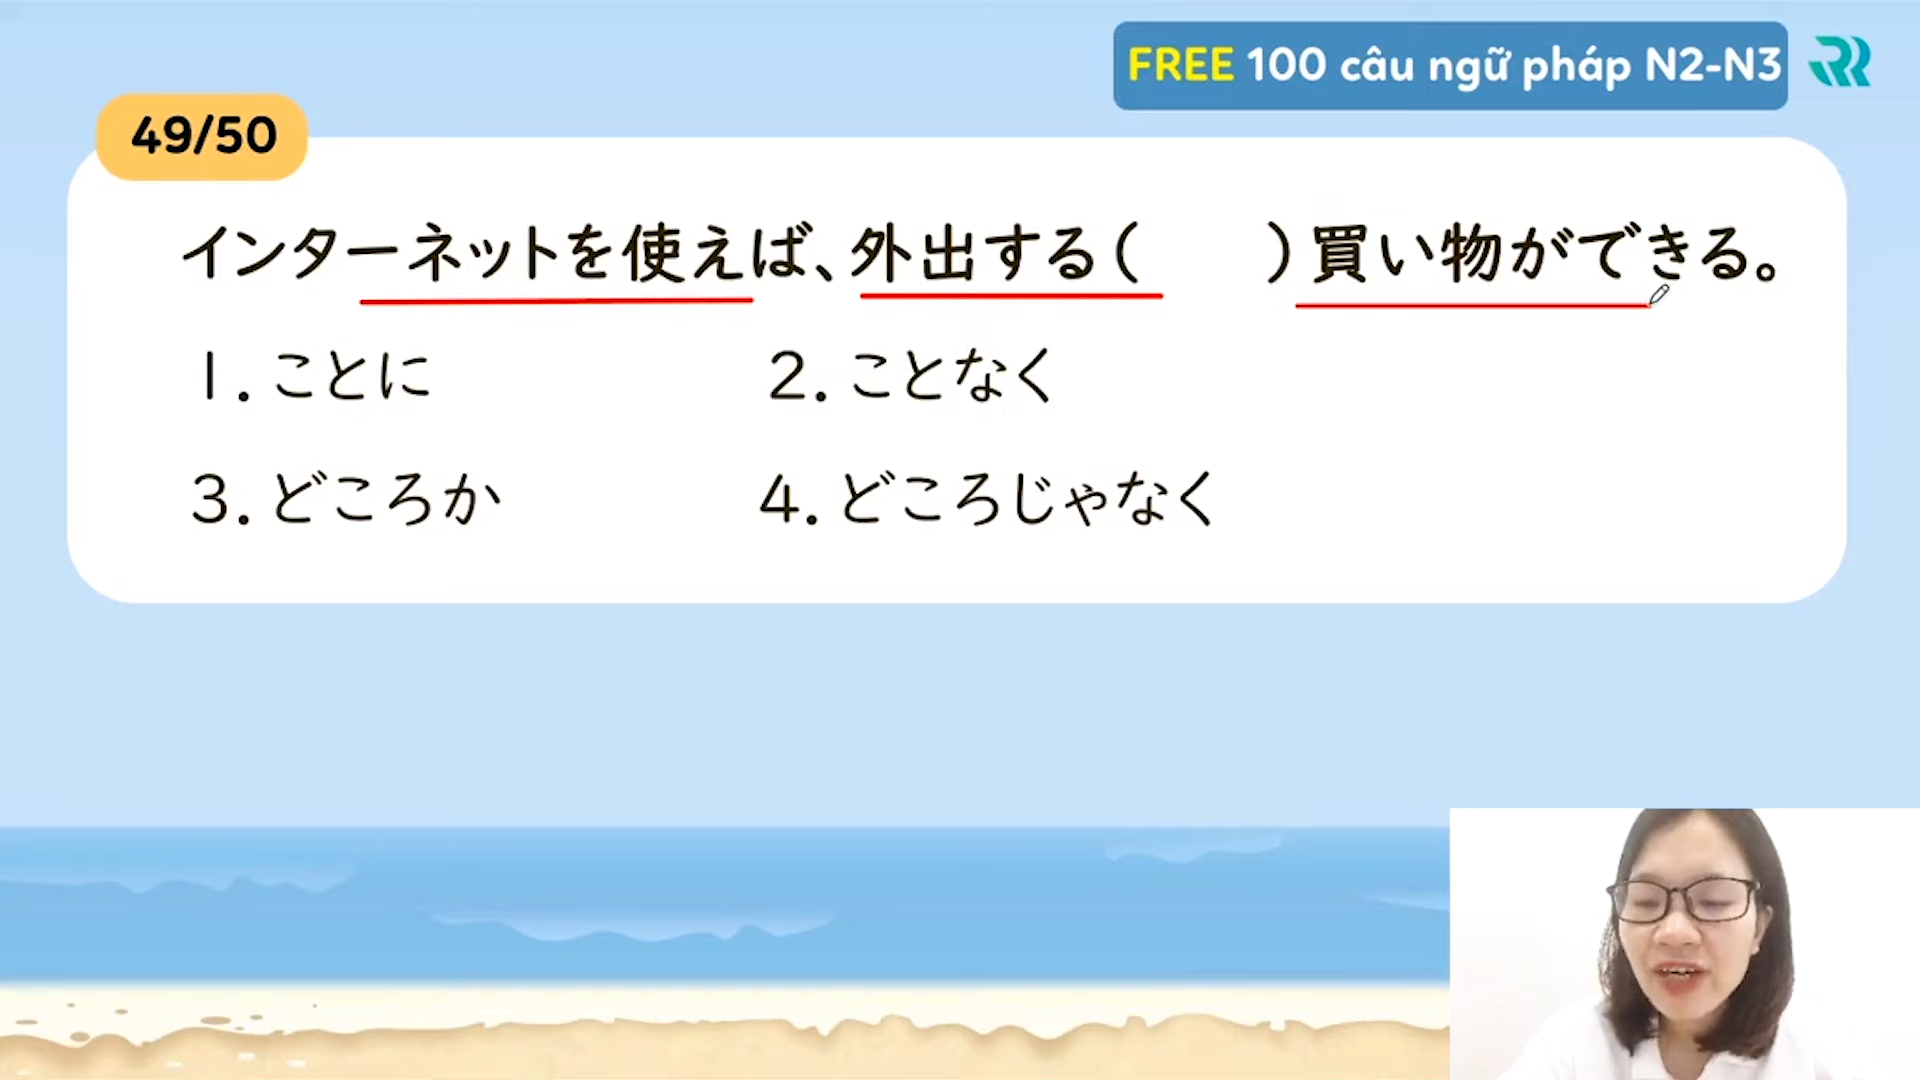 FREE 100 câu ngữ pháp N2-N3
49/50
インターネットを使えば、外出する(　　)買い物ができる。
1. ことに　2. ことなく
3. どころか　4. どころじゃなく